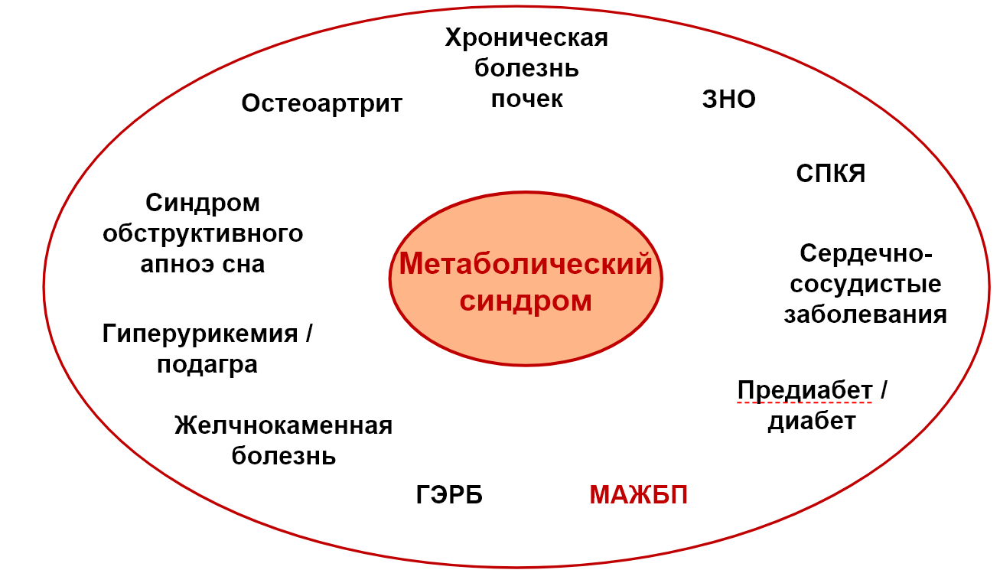 Хроническая
болезнь
почек
Остеоартрит
ЗНО
СПКЯ
Синдром
обструктивного
апноэ сна
Метаболический
синдром
Сердечно-
сосудистые
заболевания
Гиперурикемия /
подагра
Предиабет /
диабет
Желчнокаменная
болезнь
ГЭРБ
МАЖБП